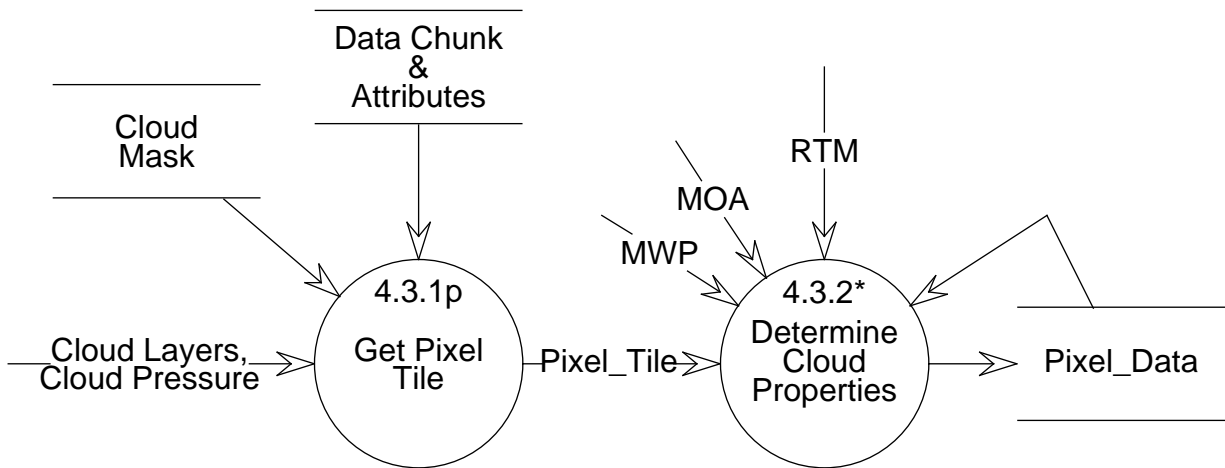 Data Chunk
&
Attributes
Cloud
Mask
RTM
MOA
MWP
4.3.1p
Get Pixel
Tile
4.3.2*
Determine
Cloud
Properties
Cloud Layers,
Cloud Pressure
Pixel_Tile
Pixel_Data